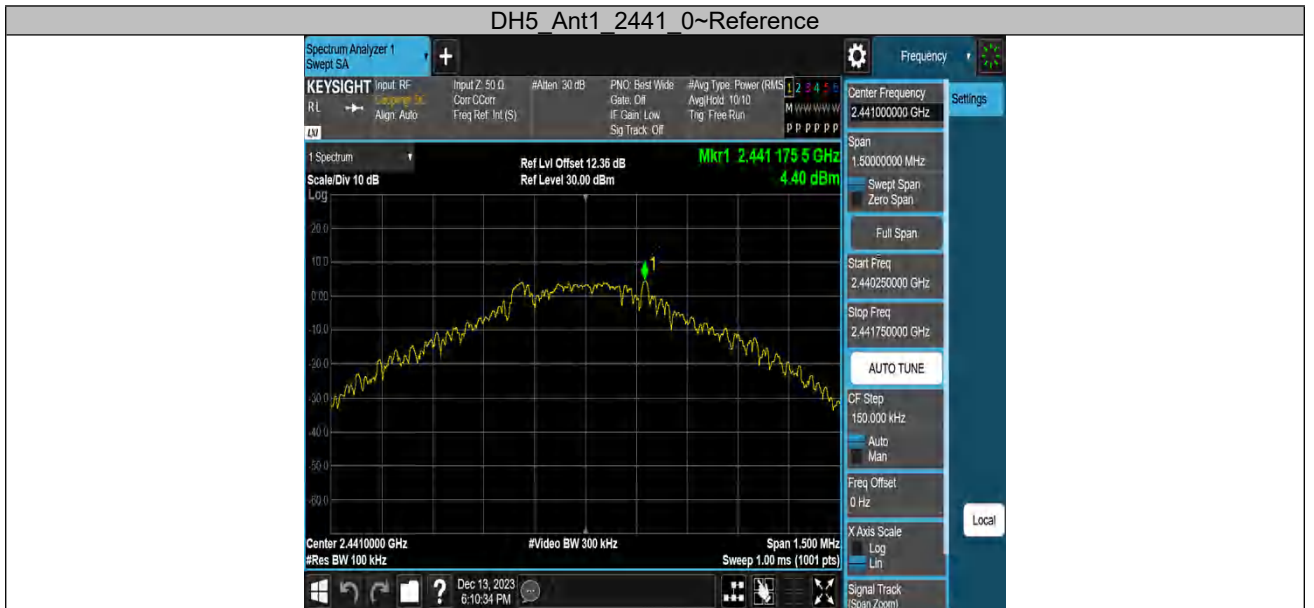 DH5_Ant1_2441_0~Reference
Spectrum Analyzer 1
Swept SA
+
Frequency
KEYSIGHT
RL
LXI
Input: RF
Coupling: DC
Align: Auto
Input Z: 50 Ω
Corr CCorr
Freq Ref: Int (S)
#Atten: 30 dB
PNO: Best Wide
Gate: Off
IF Gain: Low
Sig Track: Off
#Avg Type: Power (RMS
Avg|Hold: 10/10
Trig: Free Run
1 2 3 4 5 6
M W W W W W
P P P P P P
1 Spectrum
Scale/Div 10 dB
Log
Ref Lvl Offset 12.36 dB
Ref Level 30.00 dBm
Mkr1 2.441 175 5 GHz
4.40 dBm
20.0
10.0
0.00
-10.0
-20.0
-30.0
-40.0
-50.0
-60.0
1
Center 2.4410000 GHz
#Res BW 100 kHz
#Video BW 300 kHz
Span 1.500 MHz
Sweep 1.00 ms (1001 pts)
?
Dec 13, 2023
6:10:34 PM
Center Frequency
2.441000000 GHz
Settings
Span
1.50000000 MHz
Swept Span
Zero Span
Full Span
Start Freq
2.440250000 GHz
Stop Freq
2.441750000 GHz
AUTO TUNE
CF Step
150.000 kHz
Auto
Man
Freq Offset
0 Hz
Local
X Axis Scale
Log
Lin
Signal Track
(Span Zoom)